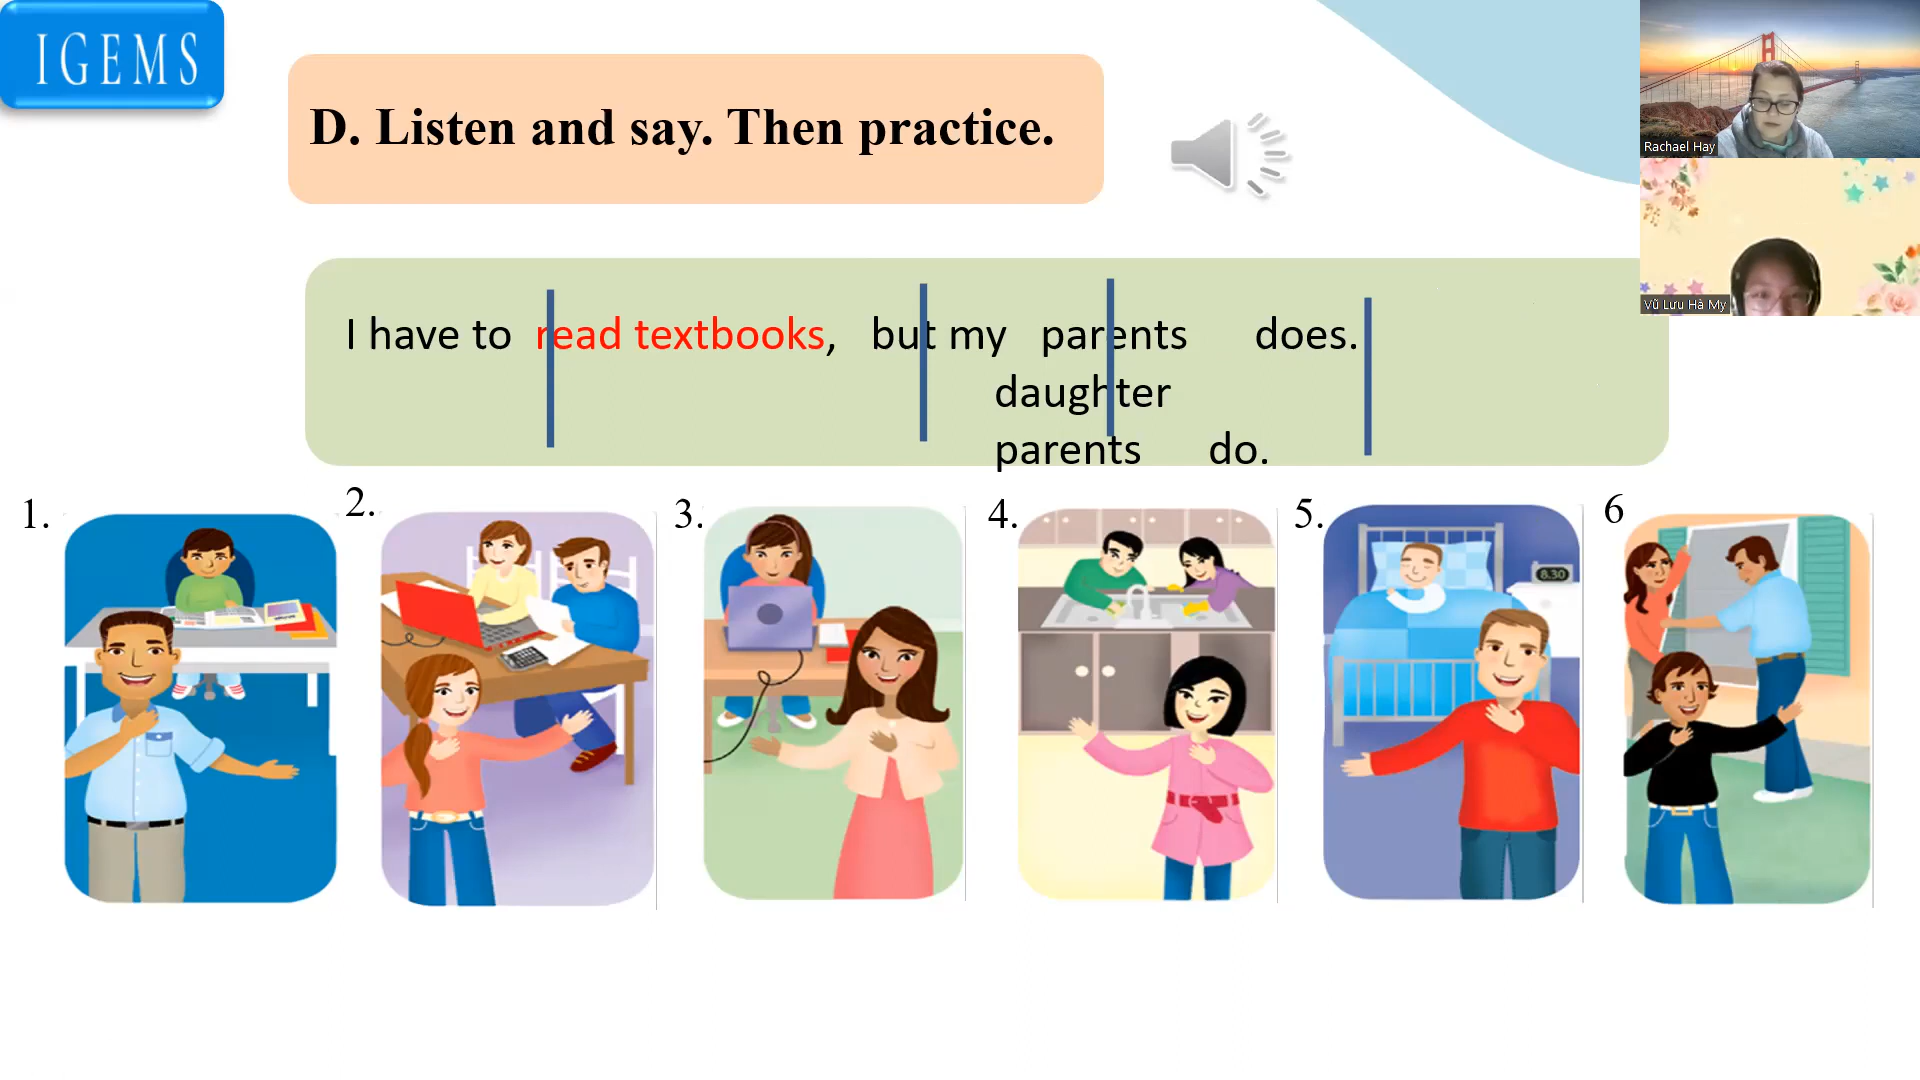 IGEMS
D. Listen and say. Then practice.
Rachael Hay
Vũ Lưu Hà My
I have to read textbooks, but my parents does.
daughter
parents do.
1.
2.
3.
4.
5.
6
8.30